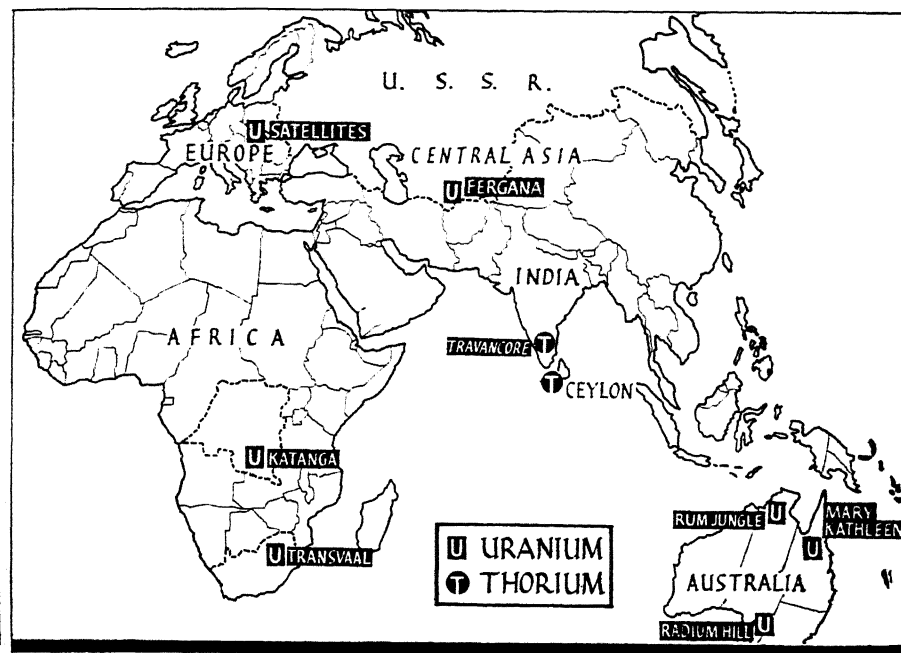 U. S. S. R.
U SATELLITES
EUROPE
CENTRAL ASIA
U FERGANA
INDIA
AFRICA
TRAVANCORE T
T CEYLON
U KATANGA
RUM JUNGLE U
MARY
KATHLEEN
U
U TRANSVAAL
U URANIUM
T THORIUM
AUSTRALIA
RADIUM HILL U